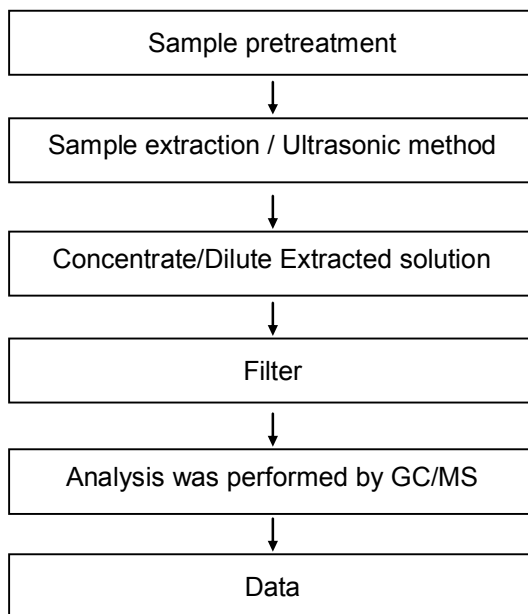 Sample pretreatment
Sample extraction / Ultrasonic method
Concentrate/Dilute Extracted solution
Filter
Analysis was performed by GC/MS
Data